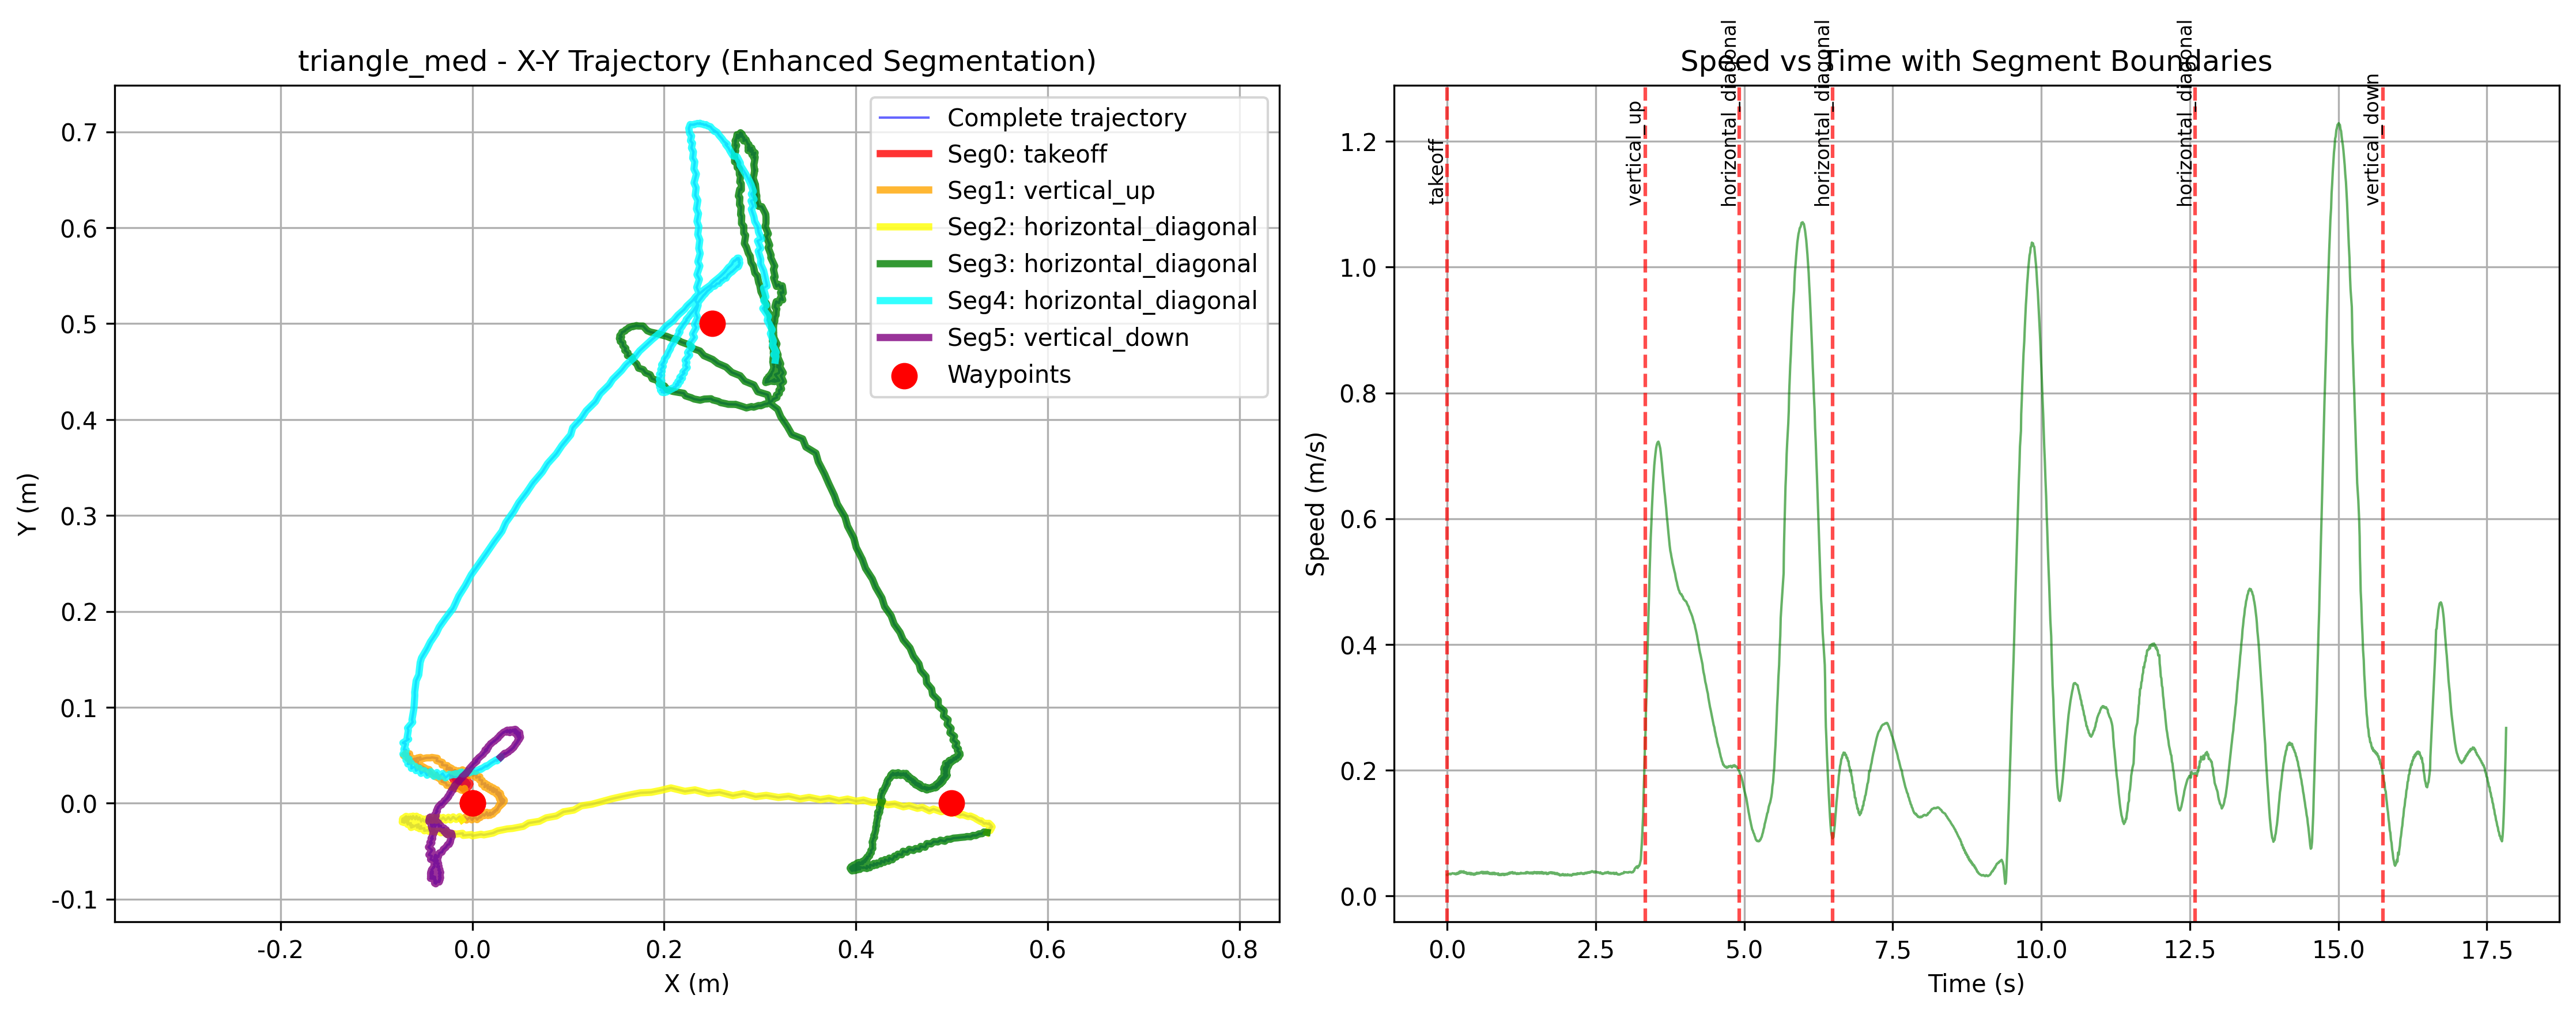 triangle_med - X-Y Trajectory (Enhanced Segmentation)
Y (m)
0.7
0.6
0.5
0.4
0.3
0.2
0.1
0.0
-0.1
-0.2
0.0
0.2
0.4
0.6
0.8
X (m)
Complete trajectory
Seg0: takeoff
Seg1: vertical_up
Seg2: horizontal_diagonal
Seg3: horizontal_diagonal
Seg4: horizontal_diagonal
Seg5: vertical_down
Waypoints
Speed vs Time with Segment Boundaries
takeoff
vertical_up
horizontal_diagonal
horizontal_diagonal
horizontal_diagonal
vertical_down
Speed (m/s)
1.2
1.0
0.8
0.6
0.4
0.2
0.0
0.0
2.5
5.0
7.5
10.0
12.5
15.0
17.5
Time (s)